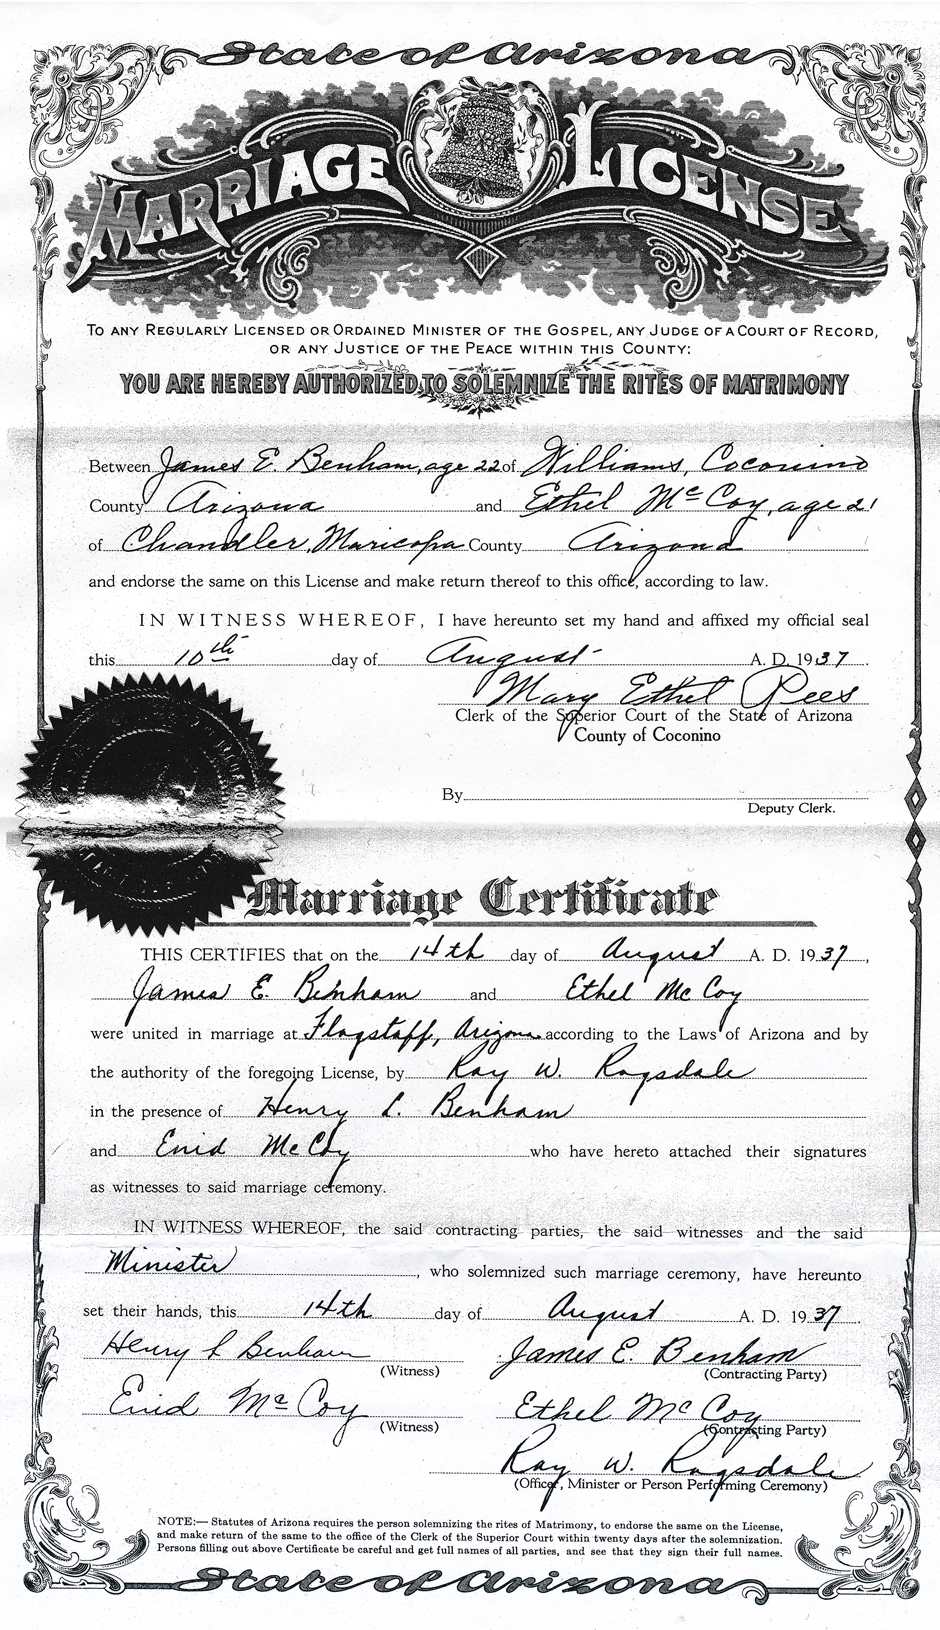 State of Arizona
MARRIAGE LICENSE
TO ANY REGULARLY LICENSED OR ORDAINED MINISTER OF THE GOSPEL, ANY JUDGE OF A COURT OF RECORD,
OR ANY JUSTICE OF THE PEACE WITHIN THIS COUNTY:
YOU ARE HEREBY AUTHORIZED TO SOLEMNIZE THE RITES OF MATRIMONY
Between James E. Benham, age 22 of Williams, Coconino
County Arizona and Ethel McCoy, age 21
of Chandler, Maricopa County Arizona
and endorse the same on this License and make return thereof to this office, according to law.
IN WITNESS WHEREOF, I have hereunto set my hand and affixed my official seal
this 10th day of August A. D. 1937.
Mary Ethel Rees
Clerk of the Superior Court of the State of Arizona
County of Coconino
By
Deputy Clerk.
Marriage Certificate
THIS CERTIFIES that on the 14th day of August A. D. 1937,
James E. Benham and Ethel McCoy
were united in marriage at Flagstaff, Arizona according to the Laws of Arizona and by
the authority of the foregoing License, by Ray W. Ragsdale
in the presence of Henry L. Benham
and Enid McCoy who have hereto attached their signatures
as witnesses to said marriage ceremony.
IN WITNESS WHEREOF, the said contracting parties, the said witnesses and the said
Minister, who solemnized such marriage ceremony, have hereunto
set their hands, this 14th day of August A. D. 1937.
Henry L Benham James E. Benham
(Witness) (Contracting Party)
Enid McCoy Ethel McCoy
(Witness) (Contracting Party)
Ray W. Ragsdale
(Officer, Minister or Person Performing Ceremony)
NOTE:— Statutes of Arizona requires the person solemnizing the rites of Matrimony, to endorse the same on the License,
and make return of the same to the office of the Clerk of the Superior Court within twenty days after the solemnization.
Persons filling out above Certificate be careful and get full names of all parties, and see that they sign their full names.
State of Arizona